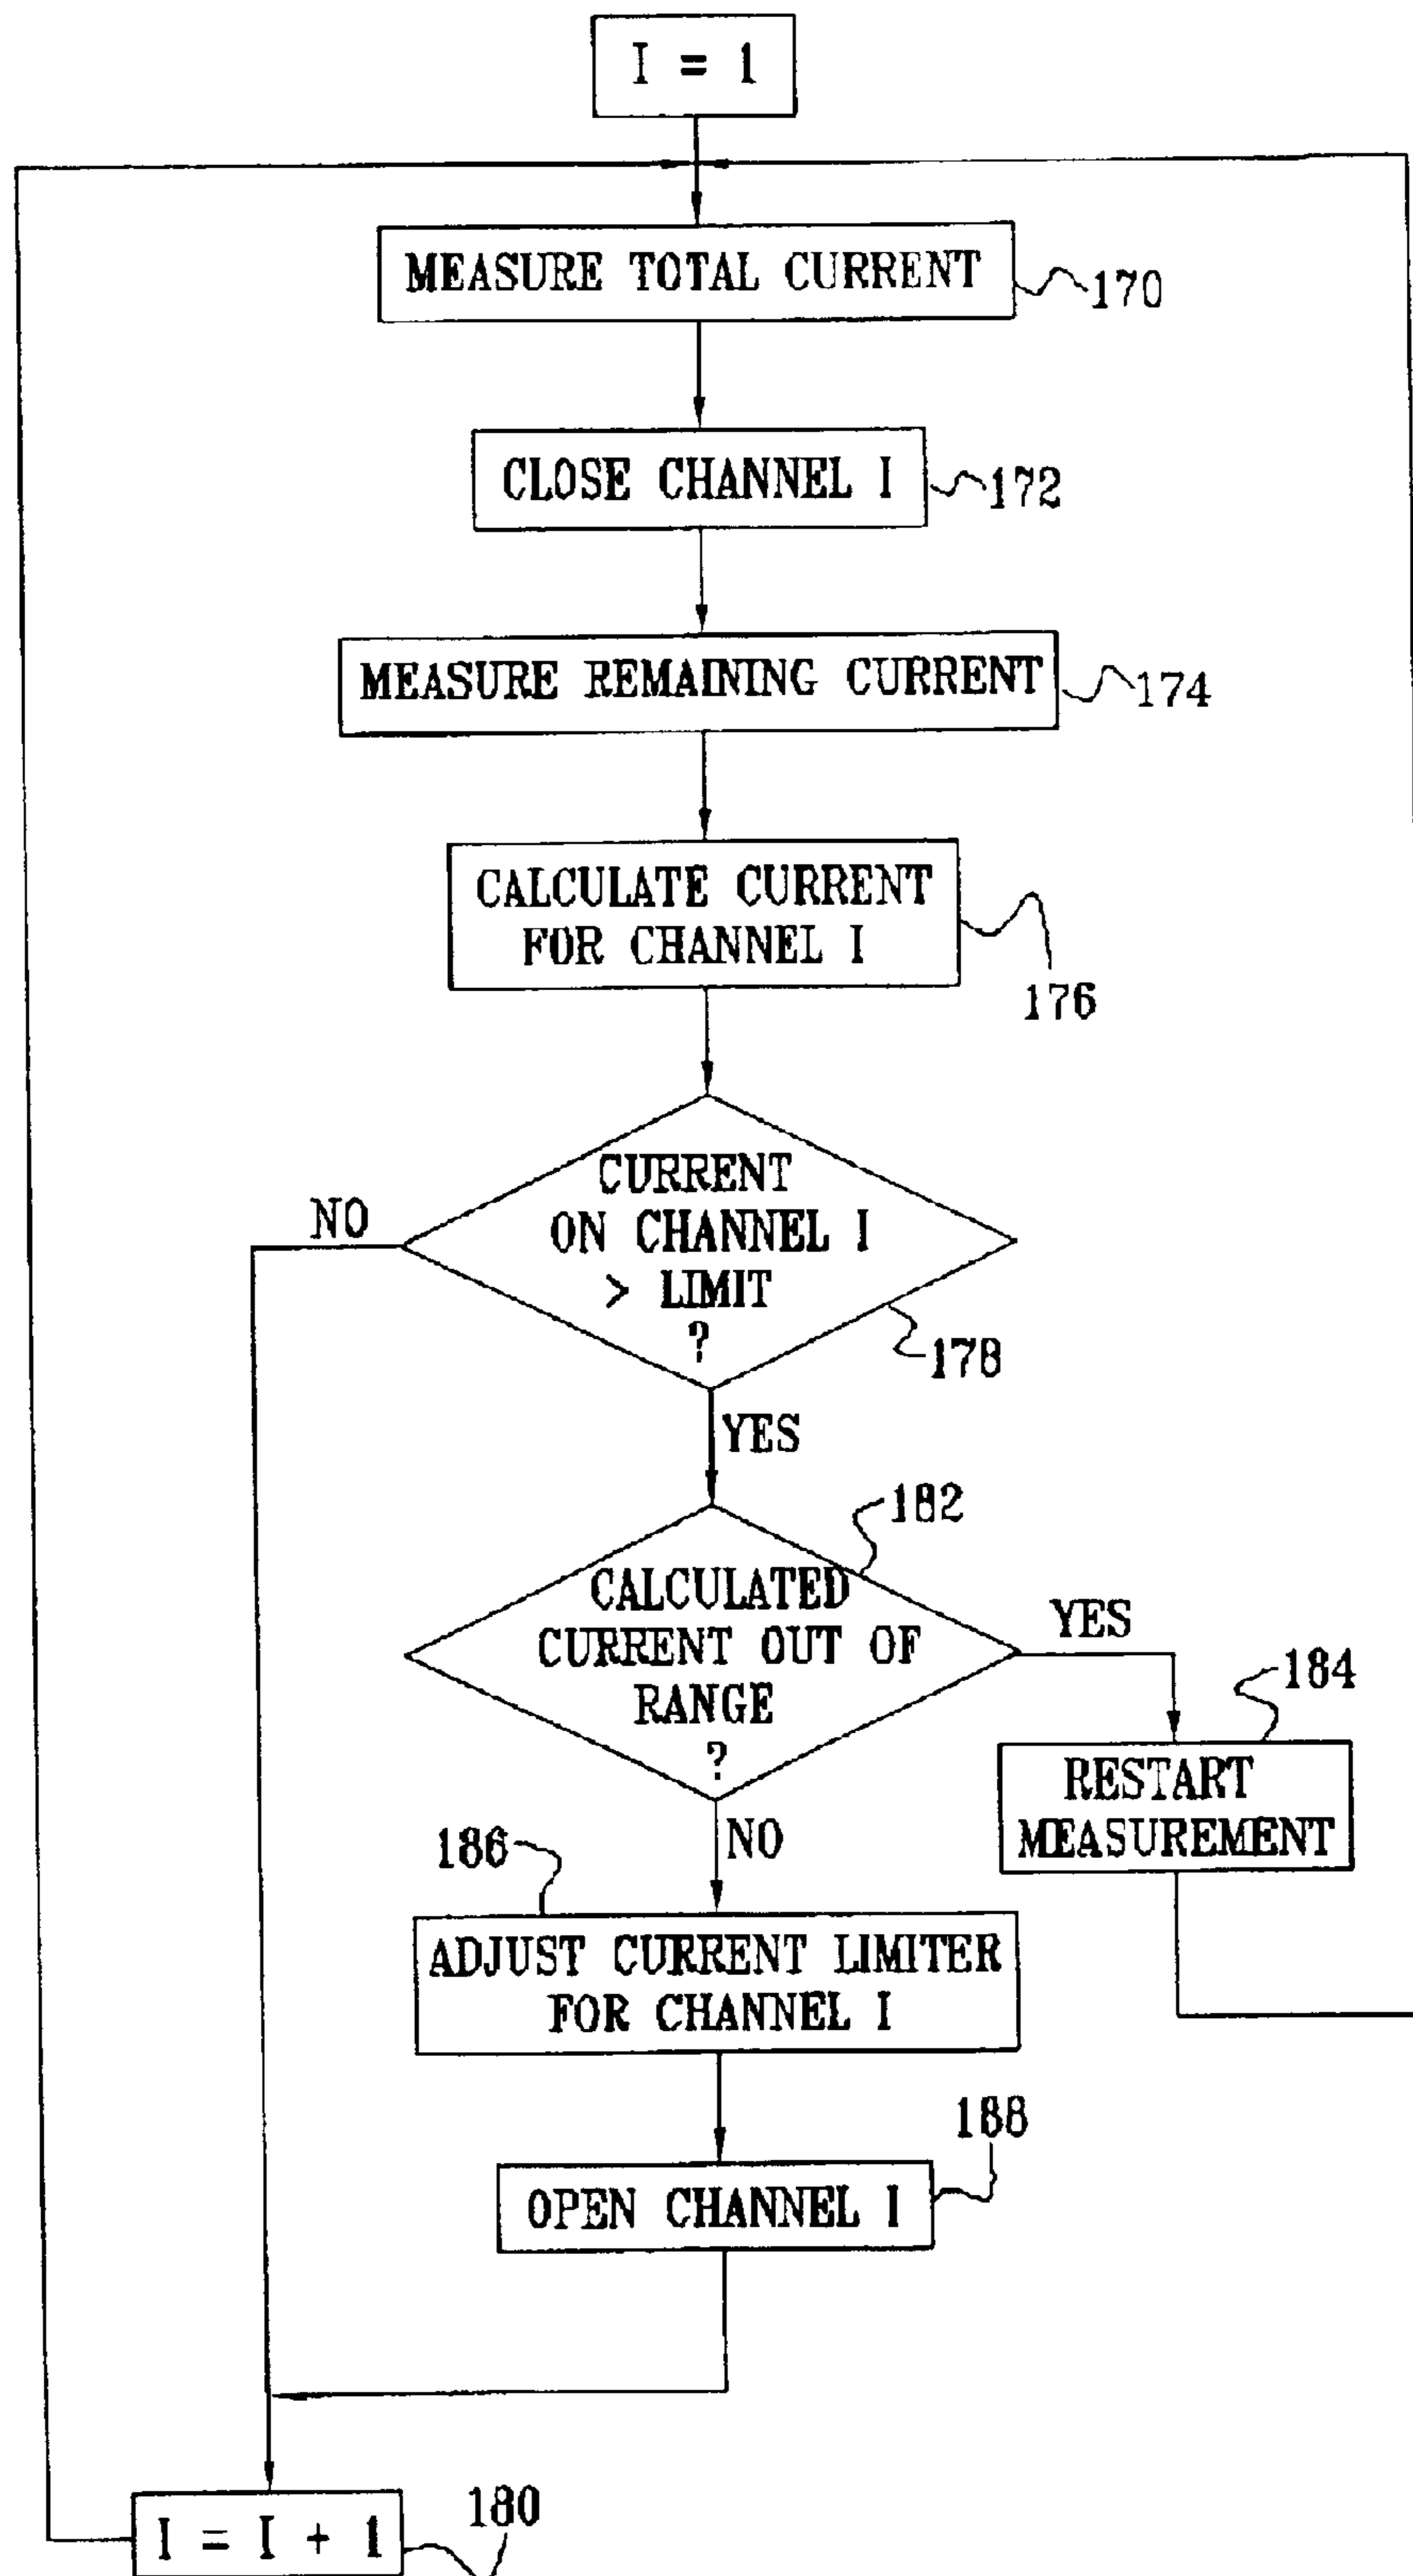 I = 1
MEASURE TOTAL CURRENT
170
CLOSE CHANNEL I
172
MEASURE REMAINING CURRENT
174
CALCULATE CURRENT
FOR CHANNEL I
176
CURRENT
ON CHANNEL I
> LIMIT
?
NO
178
YES
182
CALCULATED
CURRENT OUT OF
RANGE
?
YES
184
RESTART
MEASUREMENT
NO
186
ADJUST CURRENT LIMITER
FOR CHANNEL I
188
OPEN CHANNEL I
I = I + 1
180